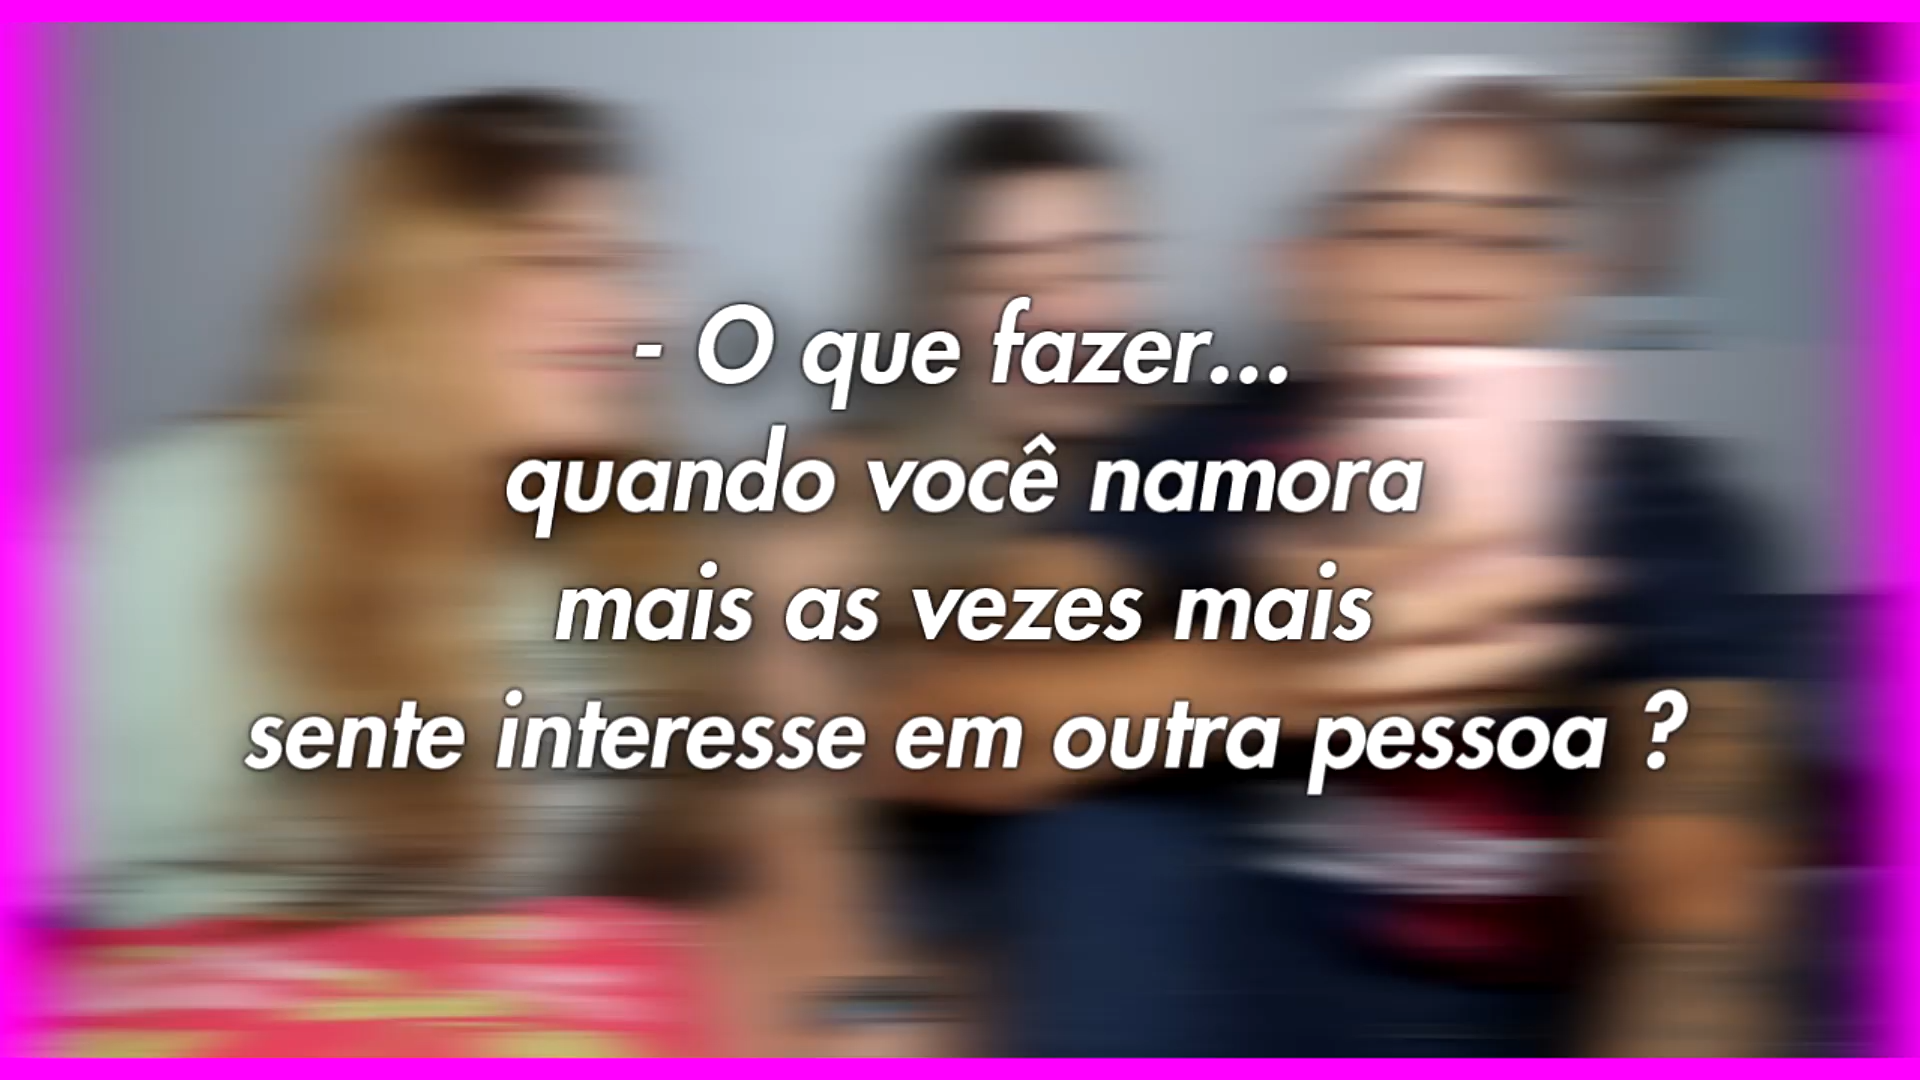 - O que fazer...
quando você namora
mais as vezes mais
sente interesse em outra pessoa ?